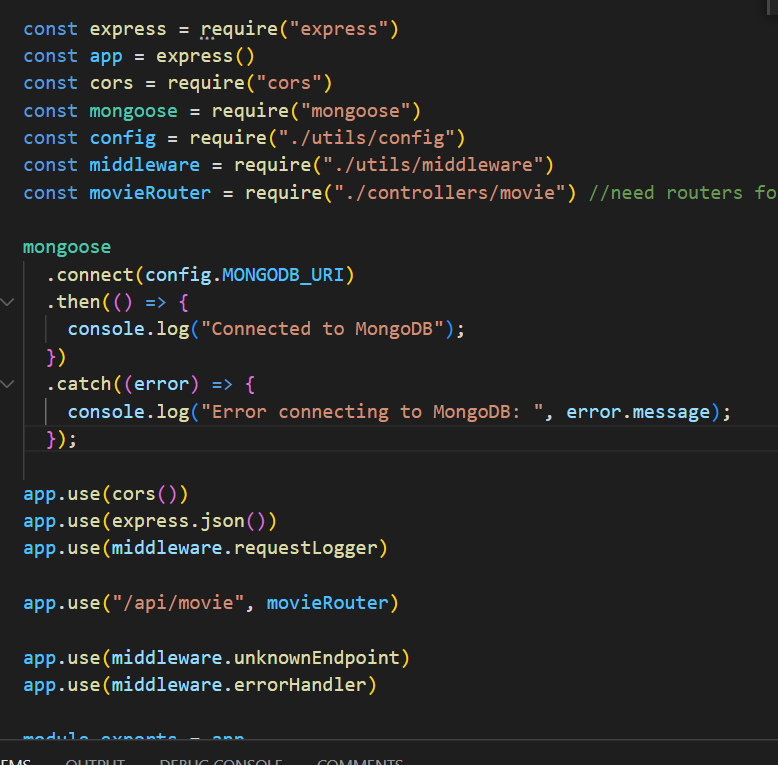 const express = require("express")
const app = express()
const cors = require("cors")
const mongoose = require("mongoose")
const config = require("./utils/config")
const middleware = require("./utils/middleware")
const movieRouter = require("./controllers/movie") //need routers fo
mongoose
.connect(config.MONGODB_URI)
.then(() => {
console.log("Connected to MongoDB");
})
.catch((error) => {
console.log("Error connecting to MongoDB: ", error.message);
});
app.use(cors())
app.use(express.json())
app.use(middleware.requestLogger)
app.use("/api/movie", movieRouter)
app.use(middleware.unknownEndpoint)
app.use(middleware.errorHandler)
module.exports = app
EMS OUTPUT DEBUG CONSOLE COMMENTS